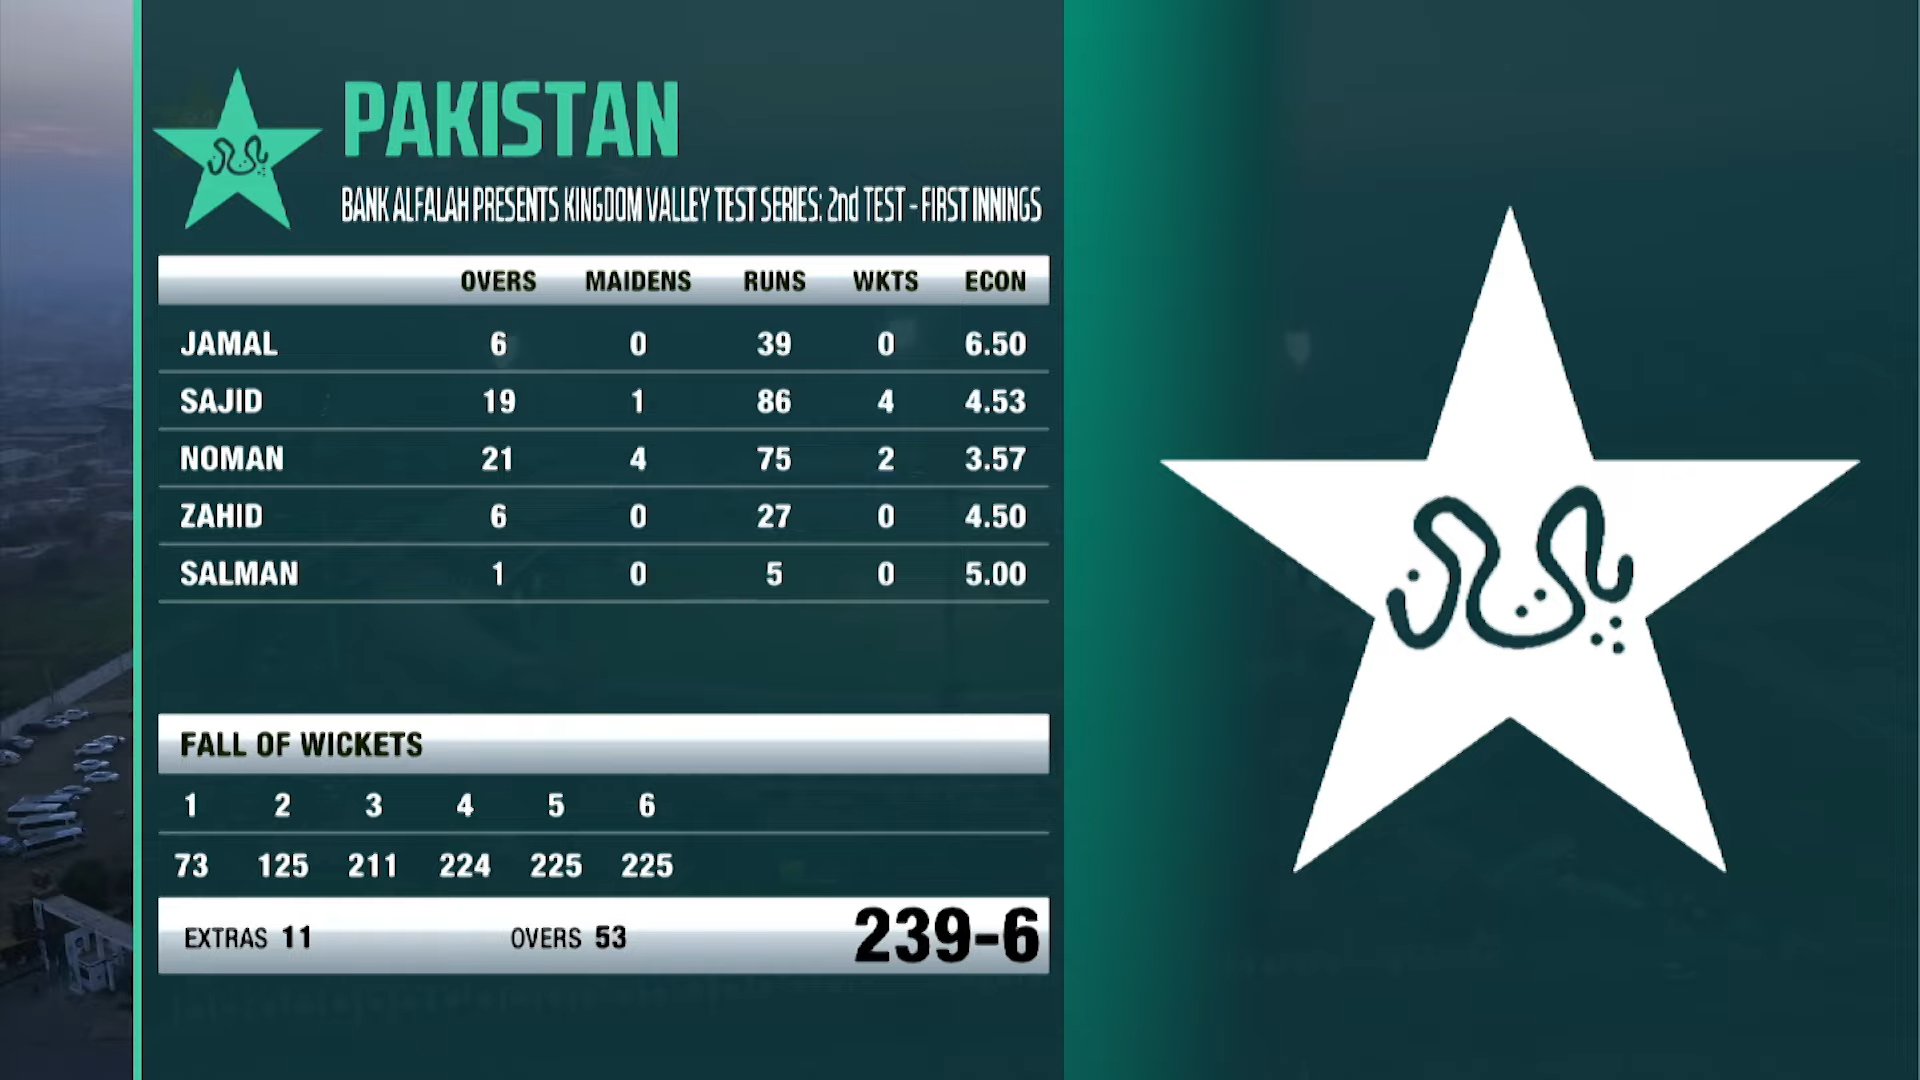 PAKISTAN
BANK ALFALAH PRESENTS KINGDOM VALLEY TEST SERIES: 2nd TEST - FIRST INNINGS
OVERS MAIDENS RUNS WKTS ECON
JAMAL 6 0 39 0 6.50
SAJID 19 1 86 4 4.53
NOMAN 21 4 75 2 3.57
ZAHID 6 0 27 0 4.50
SALMAN 1 0 5 0 5.00
FALL OF WICKETS
1 2 3 4 5 6
73 125 211 224 225 225
EXTRAS 11 OVERS 53 239-6